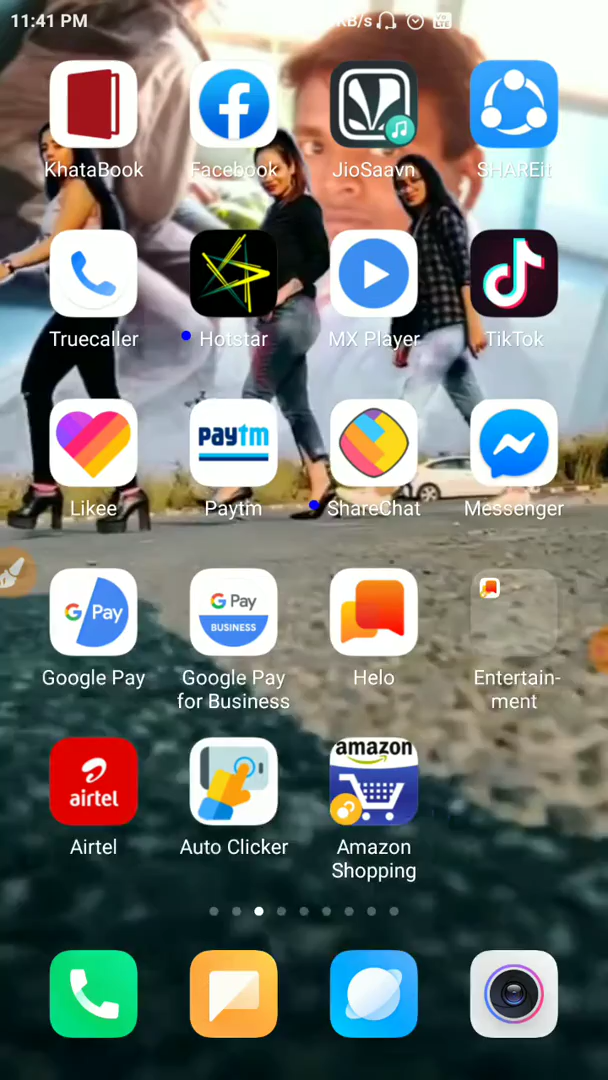 11:41 PM KB/s
KhataBook Facebook JioSaavn SHAREit
Truecaller Hotstar MX Player TikTok
paytm
Likee Paytm ShareChat Messenger
G Pay G Pay
BUSINESS
Google Pay Google Pay Helo Entertain-
for Business ment
airtel amazon
Airtel Auto Clicker Amazon
Shopping